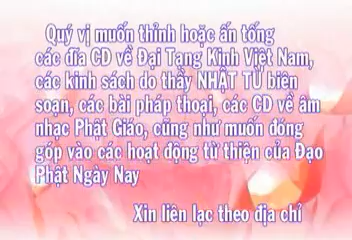 Quý vị muốn thỉnh hoặc ấn tống
các đĩa CD về Đại Tạng Kinh Việt Nam,
các kinh sách do thầy NHẬT TỪ biên
soạn, các bài pháp thoại, các CD về âm
nhạc Phật Giáo, cũng như muốn đóng
góp vào các hoạt động từ thiện của Đạo
Phật Ngày Nay
Xin liên lạc theo địa chỉ